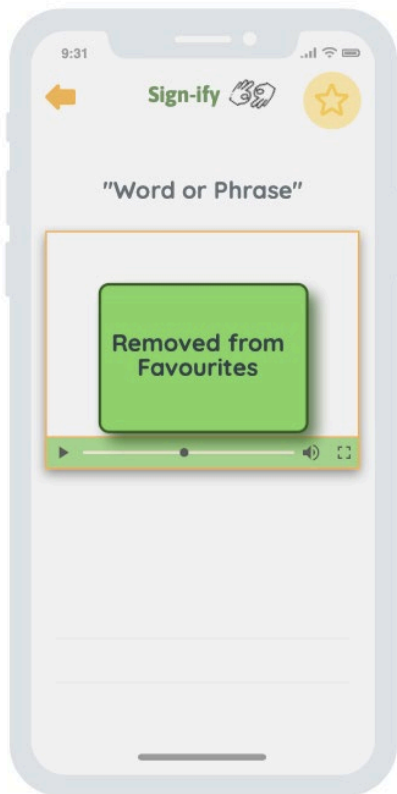 9:31
Sign-ify
"Word or Phrase"
Removed from
Favourites